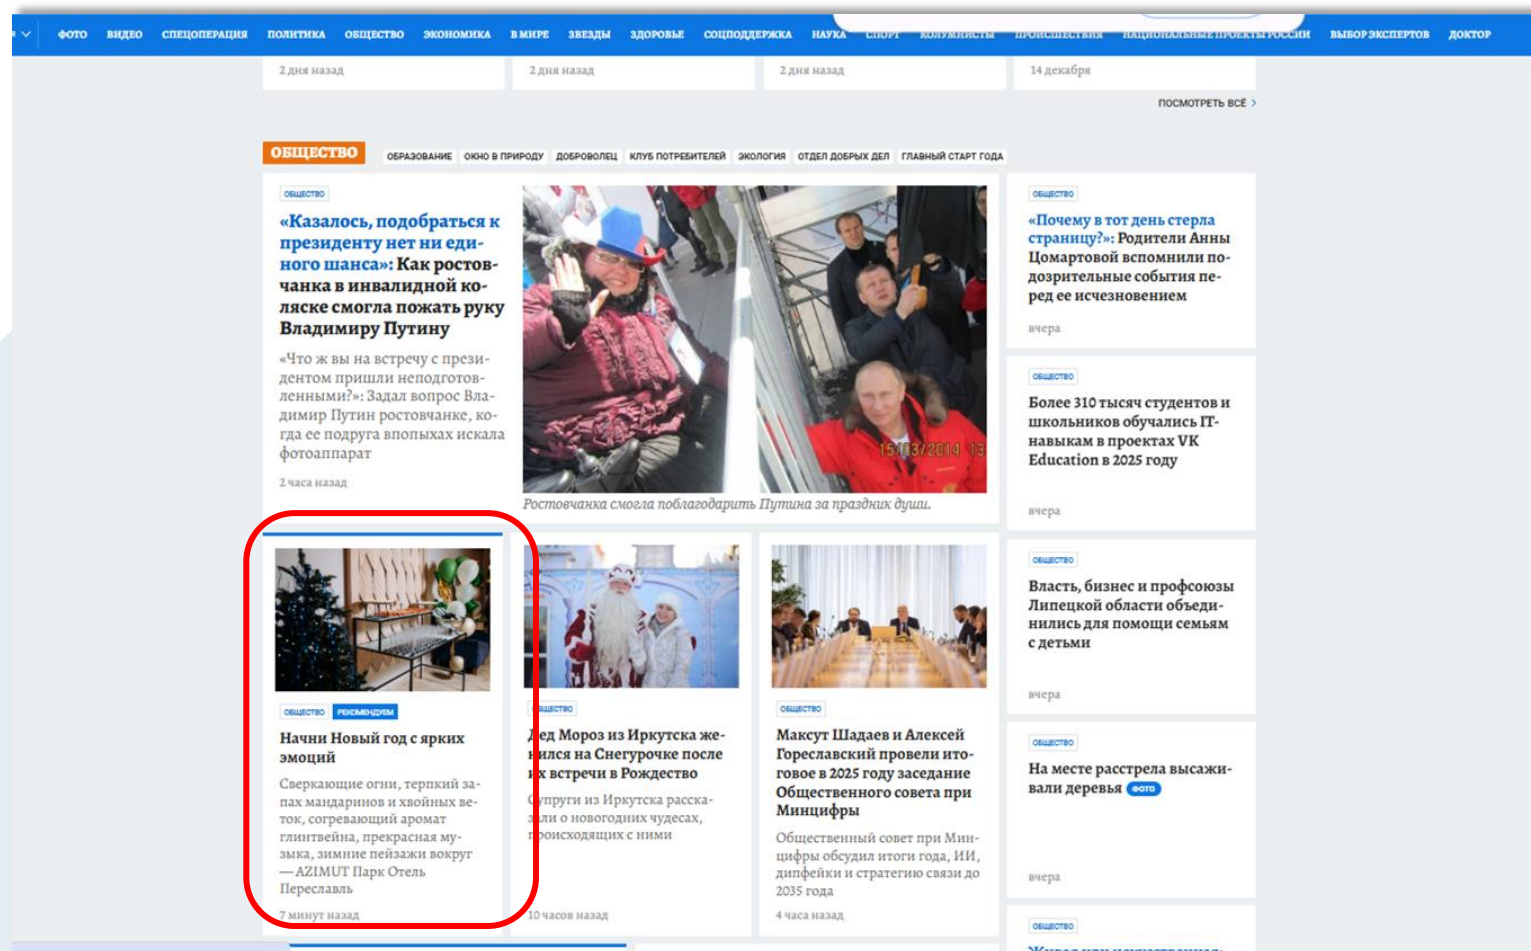 ФОТО ВИДЕО СПЕЦОПЕРАЦИЯ ПОЛИТИКА ОБЩЕСТВО ЭКОНОМИКА В МИРЕ ЗВЕЗДЫ ЗДОРОВЬЕ СОЦПОДДЕРЖКА НАУКА СПОРТ КОЛУМНИСТЫ ПРОИСШЕСТВИЯ НАЦИОНАЛЬНЫЕ ПРОЕКТЫ РОССИИ ВЫБОР ЭКСПЕРТОВ ДОКТОР
2 дня назад
2 дня назад
2 дня назад
14 декабря
ПОСМОТРЕТЬ ВСЁ
ОБЩЕСТВО
ОБРАЗОВАНИЕ ОКНО В ПРИРОДУ ДОБРОВОЛЕЦ КЛУБ ПОТРЕБИТЕЛЕЙ ЭКОЛОГИЯ ОТДЕЛ ДОБРЫХ ДЕЛ ГЛАВНЫЙ СТАРТ ГОДА
ОБЩЕСТВО
«Казалось, подобраться к
президенту нет ни еди-
ного шанса»: Как ростов-
чанка в инвалидной ко-
ляске смогла пожать руку
Владимиру Путину
«Что ж вы на встречу с прези-
дентом пришли неподготов-
ленными?»: Задал вопрос Вла-
димир Путин ростовчанке, ко-
гда ее подруга впопыхах искала
фотоаппарат
2 часа назад
15/03/2014 13
Ростовчанка смогла поблагодарить Путина за праздник души.
ОБЩЕСТВО
«Почему в тот день стерла
страницу?»: Родители Анны
Цомартовой вспомнили по-
дозрительные события пе-
ред ее исчезновением
вчера
ОБЩЕСТВО
Более 310 тысяч студентов и
школьников обучались IT-
навыкам в проектах VK
Education в 2025 году
вчера
ОБЩЕСТВО
Власть, бизнес и профсоюзы
Липецкой области объеди-
нились для помощи семьям
с детьми
вчера
ОБЩЕСТВО
На месте расстрела высажи-
вали деревья ФОТО
вчера
ОБЩЕСТВО
ОБЩЕСТВО РЕКОМЕНДУЕМ
Начни Новый год с ярких
эмоций
Сверкающие огни, терпкий за-
пах мандаринов и хвойных ве-
ток, согревающий аромат
глинтвейна, прекрасная му-
зыка, зимние пейзажи вокруг
— AZIMUT Парк Отель
Переславль
7 минут назад
ОБЩЕСТВО
Дед Мороз из Иркутска же-
нился на Снегурочке после
их встречи в Рождество
Супруги из Иркутска расска-
зали о новогодних чудесах,
происходящих с ними
10 часов назад
ОБЩЕСТВО
Максут Шадаев и Алексей
Гореславский провели ито-
говое в 2025 году заседание
Общественного совета при
Минцифры
Общественный совет при Мин-
цифры обсудил итоги года, ИИ,
дипфейки и стратегию связи до
2035 года
4 часа назад